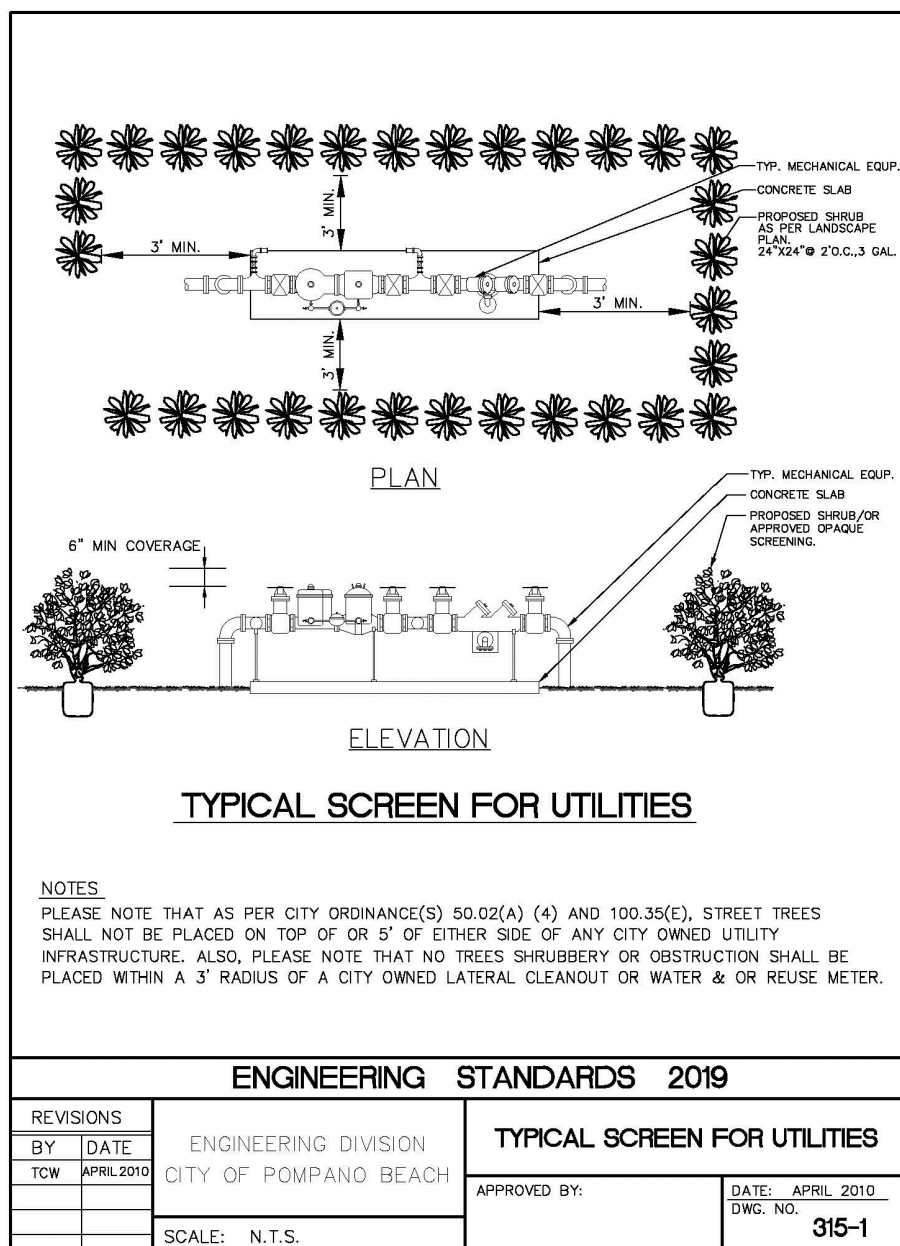 TYP. MECHANICAL EQUP.
CONCRETE SLAB
PROPOSED SHRUB
AS PER LANDSCAPE
PLAN.
24"X24"@ 2'O.C.,3 GAL.
3' MIN.
3' MIN.
3' MIN.
3' MIN.
PLAN
TYP. MECHANICAL EQUP.
CONCRETE SLAB
PROPOSED SHRUB/OR
APPROVED OPAQUE
SCREENING.
6" MIN COVERAGE
ELEVATION
TYPICAL SCREEN FOR UTILITIES
NOTES
PLEASE NOTE THAT AS PER CITY ORDINANCE(S) 50.02(A) (4) AND 100.35(E), STREET TREES
SHALL NOT BE PLACED ON TOP OF OR 5' OF EITHER SIDE OF ANY CITY OWNED UTILITY
INFRASTRUCTURE. ALSO, PLEASE NOTE THAT NO TREES SHRUBBERY OR OBSTRUCTION SHALL BE
PLACED WITHIN A 3' RADIUS OF A CITY OWNED LATERAL CLEANOUT OR WATER & OR REUSE METER.
ENGINEERING STANDARDS 2019
REVISIONS
BY DATE
TCW APRIL 2010
ENGINEERING DIVISION
CITY OF POMPANO BEACH
SCALE: N.T.S.
TYPICAL SCREEN FOR UTILITIES
APPROVED BY:
DATE: APRIL 2010
DWG. NO.
315-1